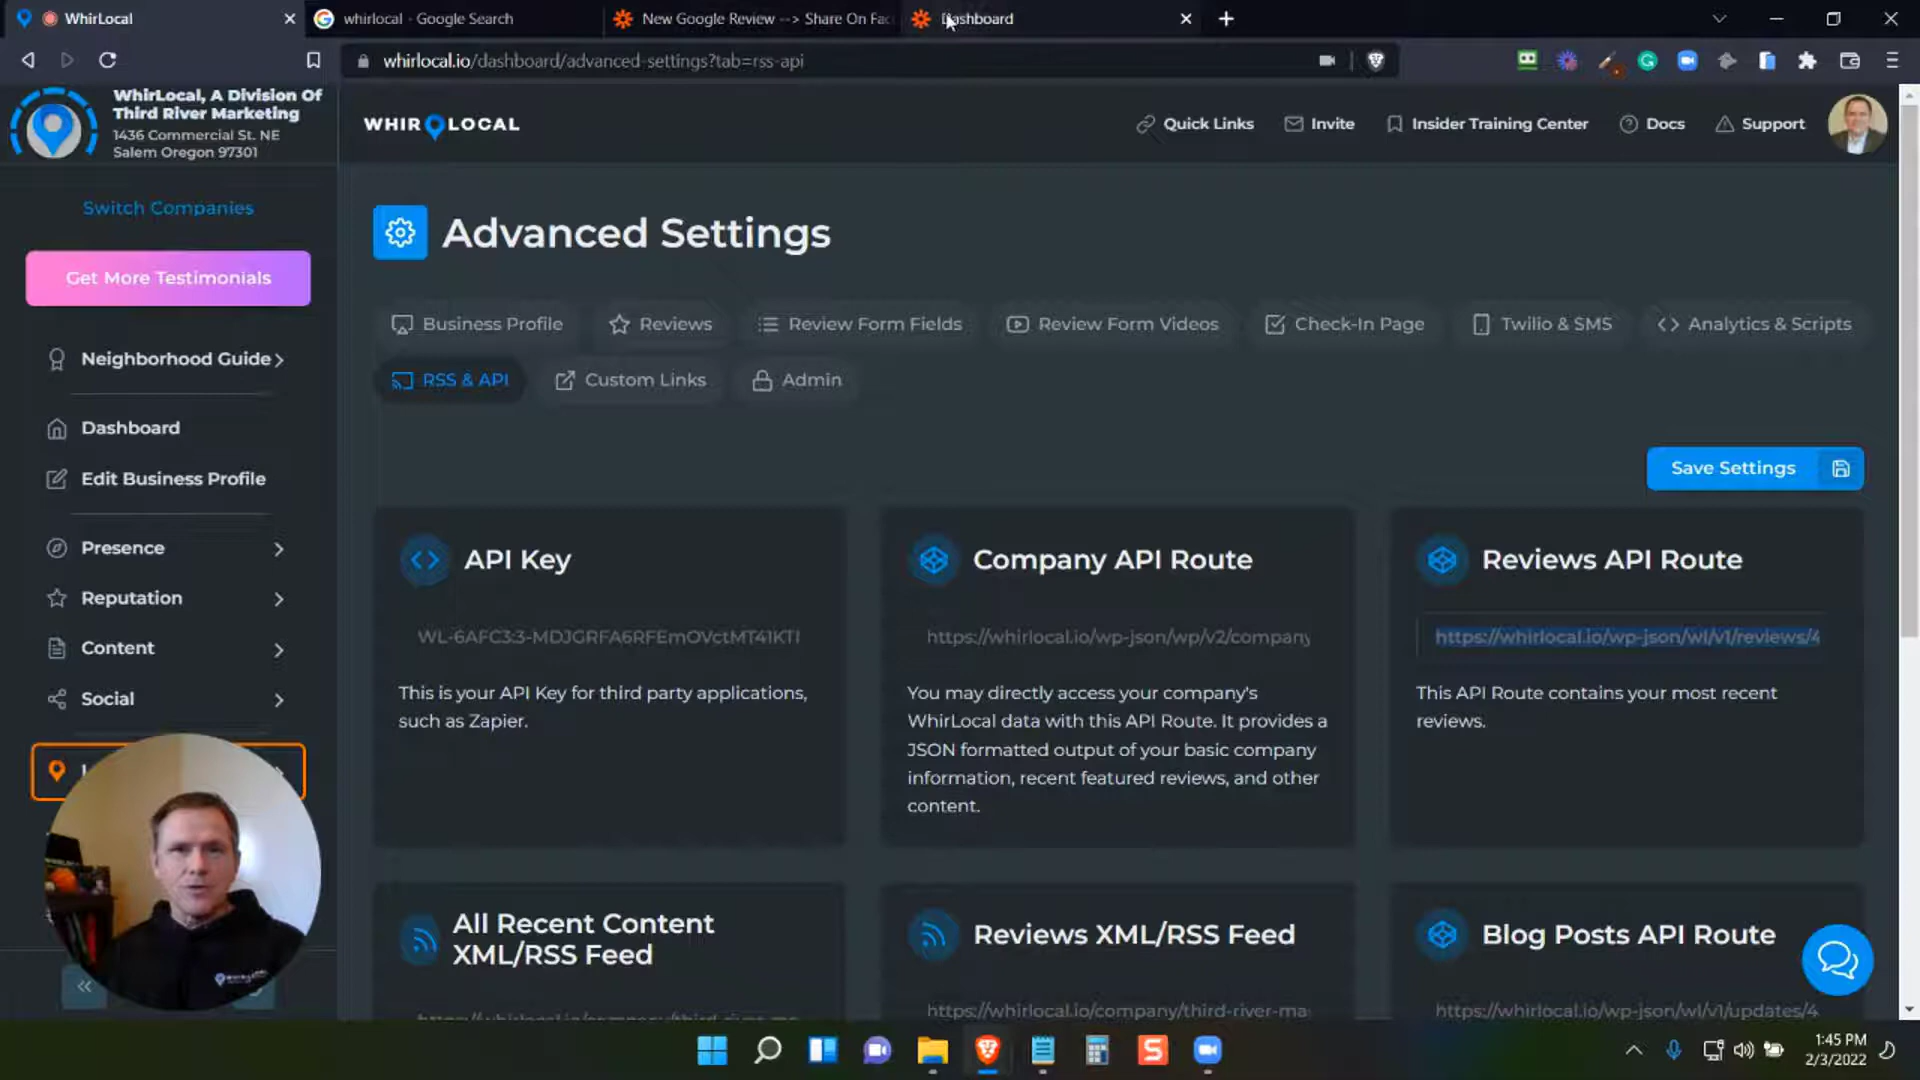 WhirLocal
whirlocal - Google Search
New Google Review --> Share On Fac
Dashboard
whirlocal.io/dashboard/advanced-settings?tab=rss-api
WhirLocal, A Division Of
Third River Marketing
1436 Commercial St. NE
Salem Oregon 97301
WHIR LOCAL
Quick Links
Invite
Insider Training Center
Docs
Support
Switch Companies
Get More Testimonials
Neighborhood Guide
Dashboard
Edit Business Profile
Presence
Reputation
Content
Social
Advanced Settings
Business Profile
Reviews
Review Form Fields
Review Form Videos
Check-In Page
Twilio & SMS
Analytics & Scripts
RSS & API
Custom Links
Admin
Save Settings
API Key
WL-6AFC3:3-MDJGRFA6RFEmOVctMT41KTI
This is your API Key for third party applications,
such as Zapier.
Company API Route
https://whirlocal.io/wp-json/wp/v2/company
You may directly access your company's
WhirLocal data with this API Route. It provides a
JSON formatted output of your basic company
information, recent featured reviews, and other
content.
Reviews API Route
https://whirlocal.io/wp-json/wl/v1/reviews/4
This API Route contains your most recent
reviews.
All Recent Content
XML/RSS Feed
Reviews XML/RSS Feed
https://whirlocal.io/company/third-river-ma
Blog Posts API Route
https://whirlocal.io/wp-json/wl/v1/updates/4
1:45 PM
2/3/2022